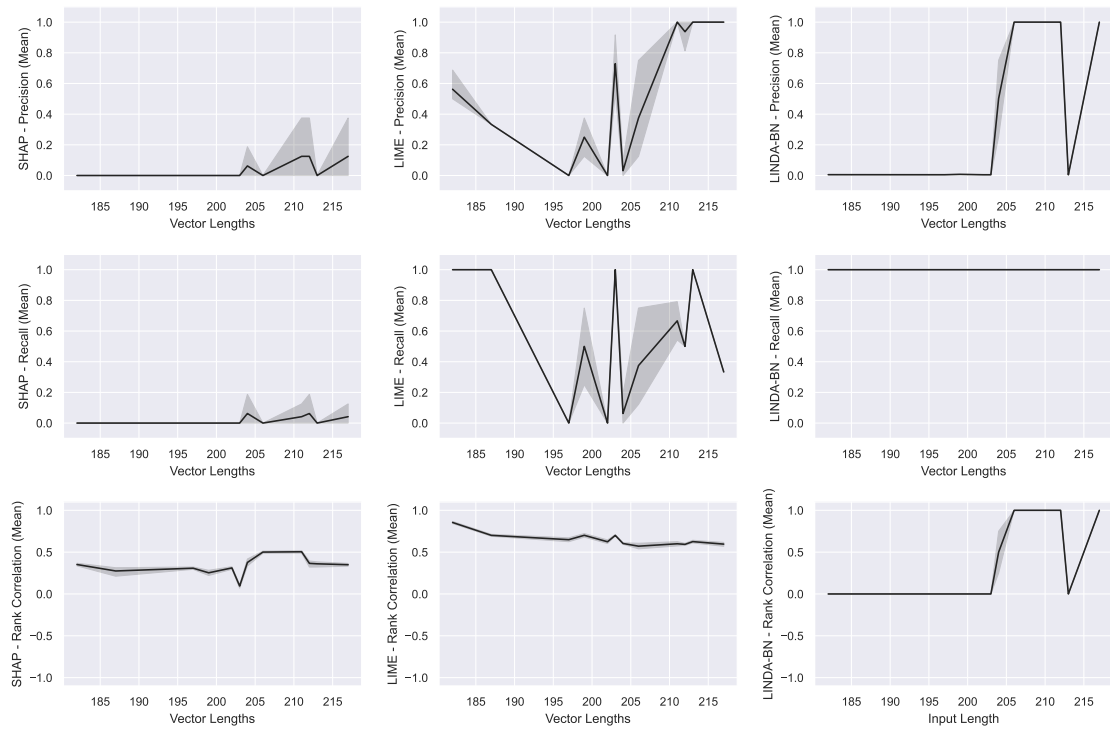 SHAP - Precision (Mean)
1.0
0.8
0.6
0.4
0.2
0.0
185 190 195 200 205 210 215
Vector Lengths
LIME - Precision (Mean)
1.0
0.8
0.6
0.4
0.2
0.0
185 190 195 200 205 210 215
Vector Lengths
LINDA-BN - Precision (Mean)
1.0
0.8
0.6
0.4
0.2
0.0
185 190 195 200 205 210 215
Vector Lengths
SHAP - Recall (Mean)
1.0
0.8
0.6
0.4
0.2
0.0
185 190 195 200 205 210 215
Vector Lengths
LIME - Recall (Mean)
1.0
0.8
0.6
0.4
0.2
0.0
185 190 195 200 205 210 215
Vector Lengths
LINDA-BN - Recall (Mean)
1.0
0.8
0.6
0.4
0.2
0.0
185 190 195 200 205 210 215
Vector Lengths
SHAP - Rank Correlation (Mean)
1.0
0.5
0.0
−0.5
−1.0
185 190 195 200 205 210 215
Vector Lengths
LIME - Rank Correlation (Mean)
1.0
0.5
0.0
−0.5
−1.0
185 190 195 200 205 210 215
Vector Lengths
LINDA-BN - Rank Correlation (Mean)
1.0
0.5
0.0
−0.5
−1.0
185 190 195 200 205 210 215
Input Length